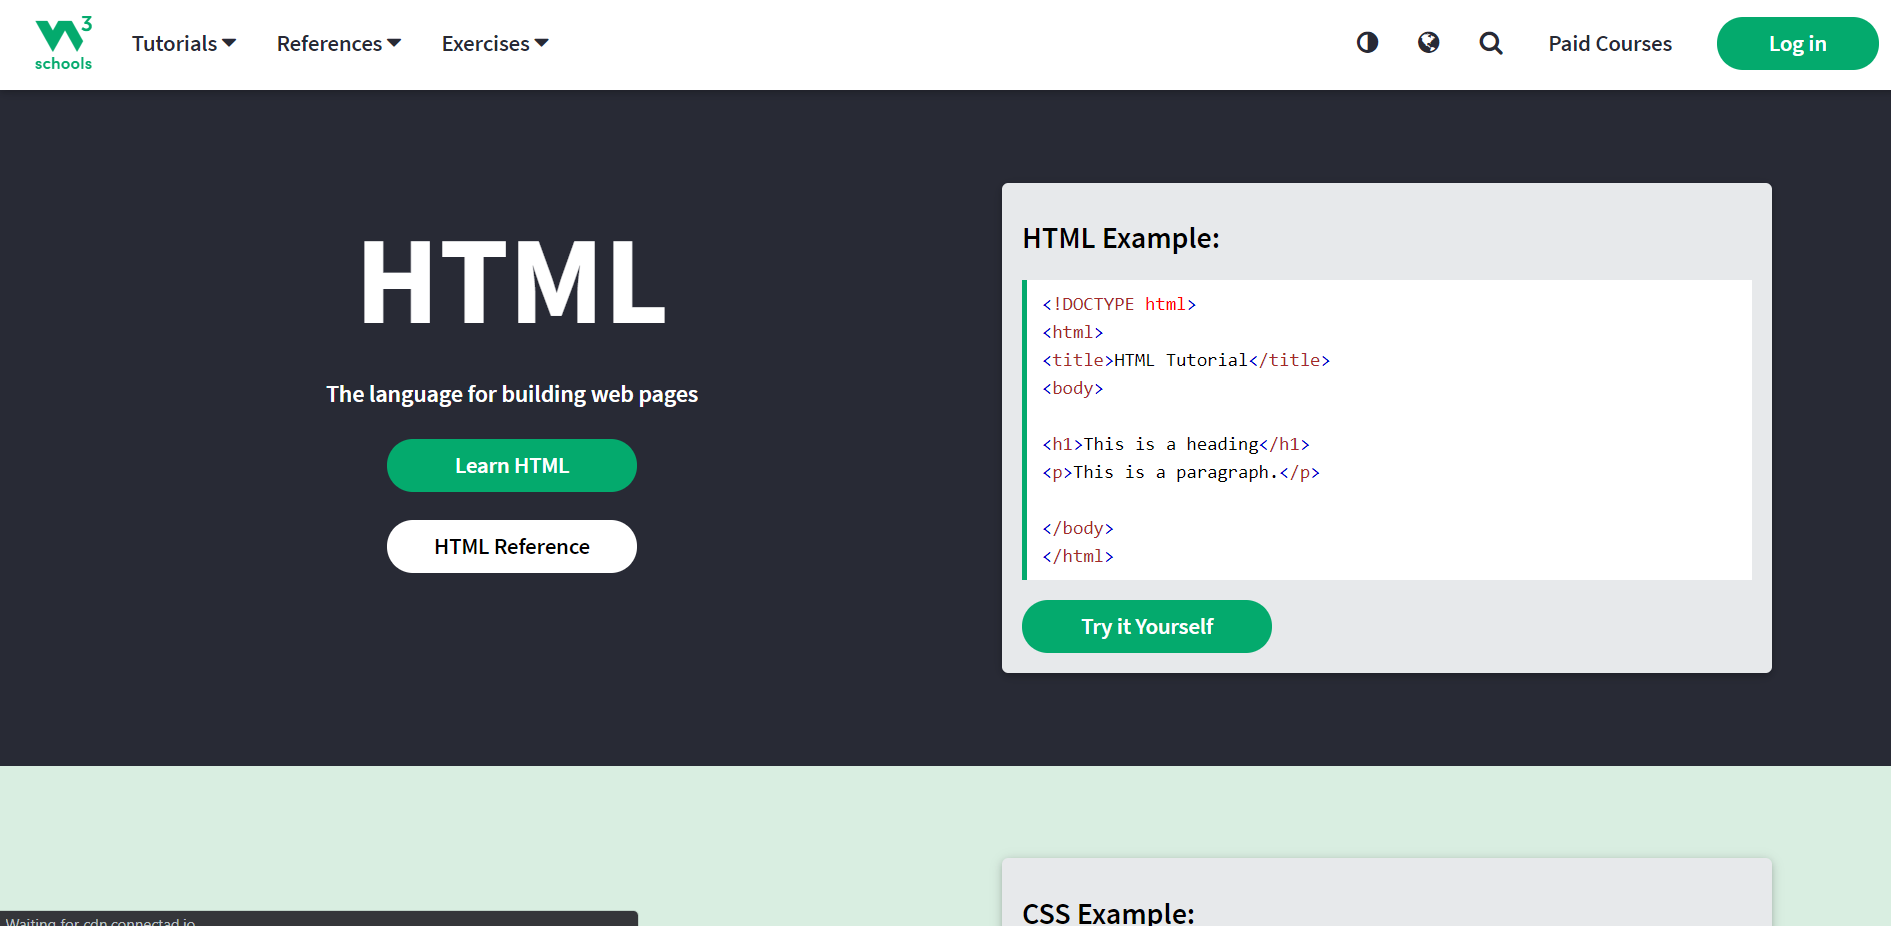 3
schools
Tutorials
References
Exercises
Paid Courses
Log in
HTML
The language for building web pages
Learn HTML
HTML Reference
HTML Example:
<!DOCTYPE html>
<html>
<title>HTML Tutorial</title>
<body>
<h1>This is a heading</h1>
<p>This is a paragraph.</p>
</body>
</html>
Try it Yourself
CSS Example:
Waiting for cdn.connectad.io